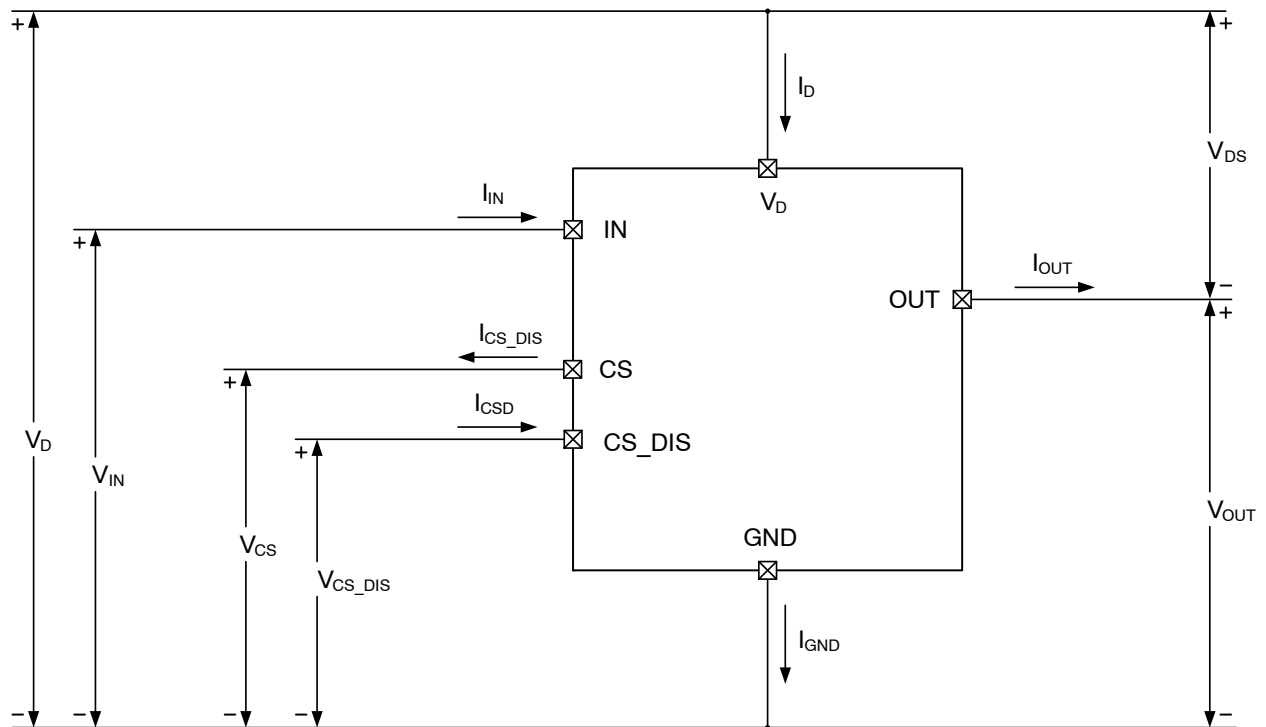 +
+
I_D
V_DS
V_D
I_IN
+
IN
I_OUT
OUT
−
+
I_CS_DIS
+
CS
I_CSD
V_D
+
CS_DIS
V_IN
V_OUT
GND
V_CS
V_CS_DIS
I_GND
− − − − −